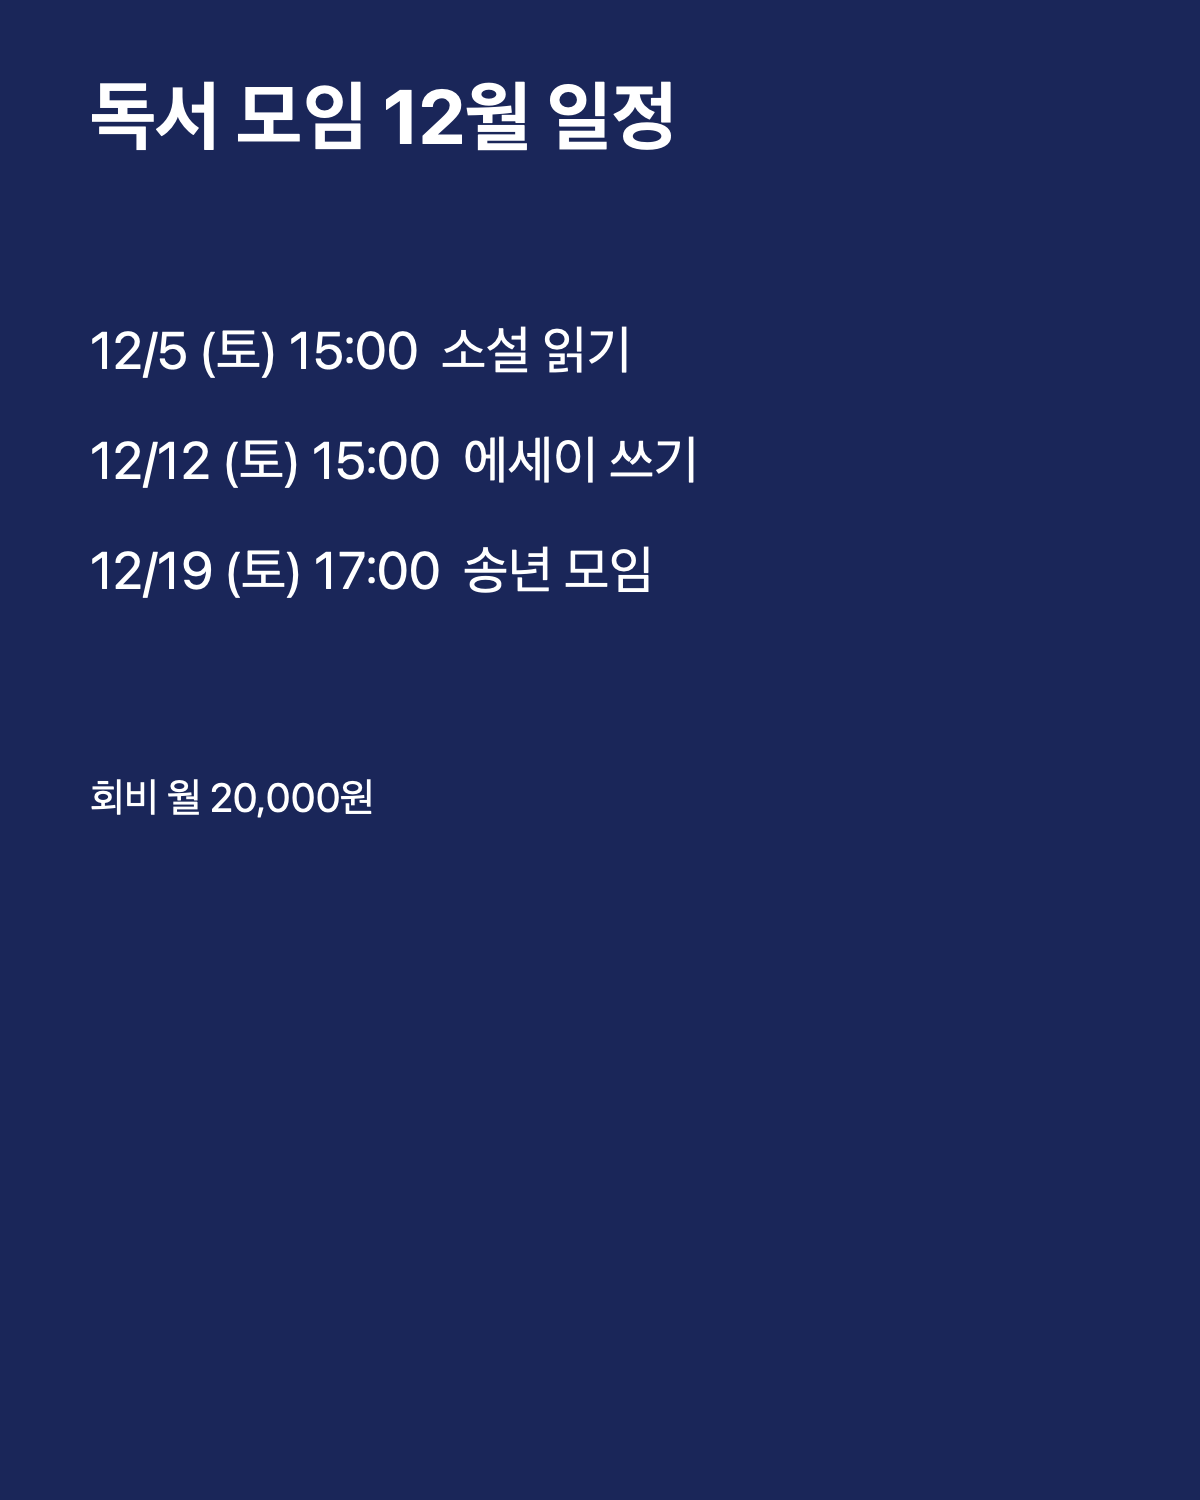 독서 모임 12월 일정
12/5 (토) 15:00 소설 읽기
12/12 (토) 15:00 에세이 쓰기
12/19 (토) 17:00 송년 모임
회비 월 20,000원